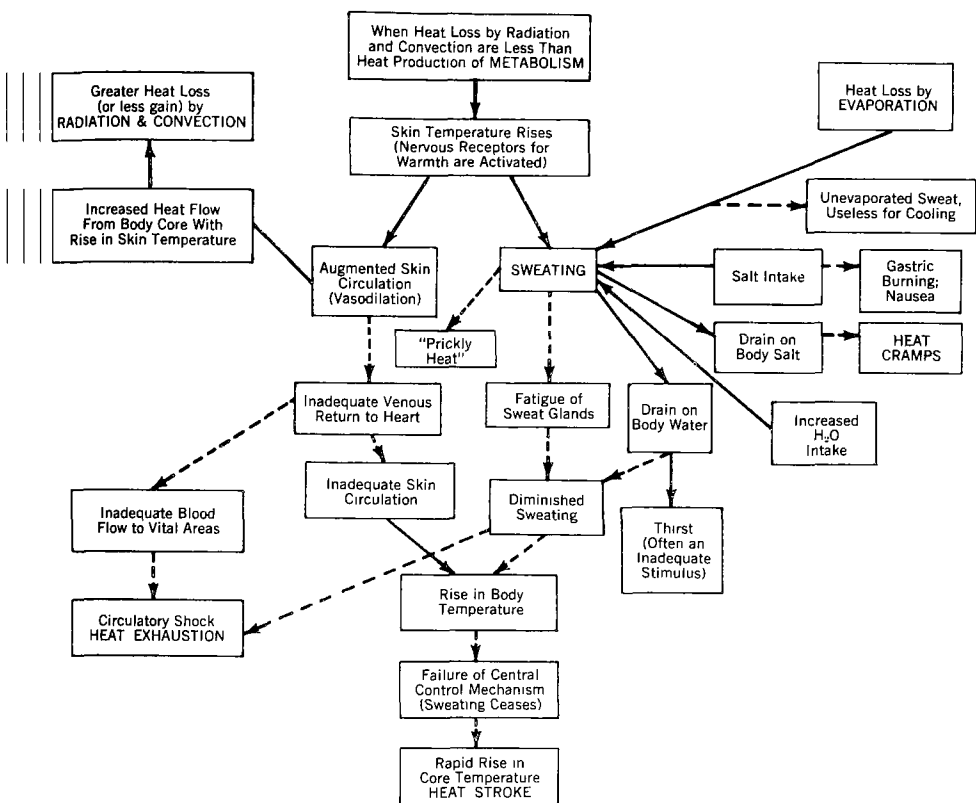 When Heat Loss by Radiation
and Convection are Less Than
Heat Production of METABOLISM
Greater Heat Loss
(or less gain) by
RADIATION & CONVECTION
Heat Loss by
EVAPORATION
Skin Temperature Rises
(Nervous Receptors for
Warmth are Activated)
Increased Heat Flow
From Body Core With
Rise in Skin Temperature
Unevaporated Sweat,
Useless for Cooling
Augmented Skin
Circulation
(Vasodilation)
SWEATING
Salt Intake
Gastric
Burning;
Nausea
"Prickly
Heat"
Drain on
Body Salt
HEAT
CRAMPS
Inadequate Venous
Return to Heart
Fatigue of
Sweat Glands
Drain on
Body Water
Increased
H₂O
Intake
Inadequate Skin
Circulation
Inadequate Blood
Flow to Vital Areas
Diminished
Sweating
Thirst
(Often an
Inadequate
Stimulus)
Circulatory Shock
HEAT EXHAUSTION
Rise in Body
Temperature
Failure of Central
Control Mechanism
(Sweating Ceases)
Rapid Rise in
Core Temperature
HEAT STROKE